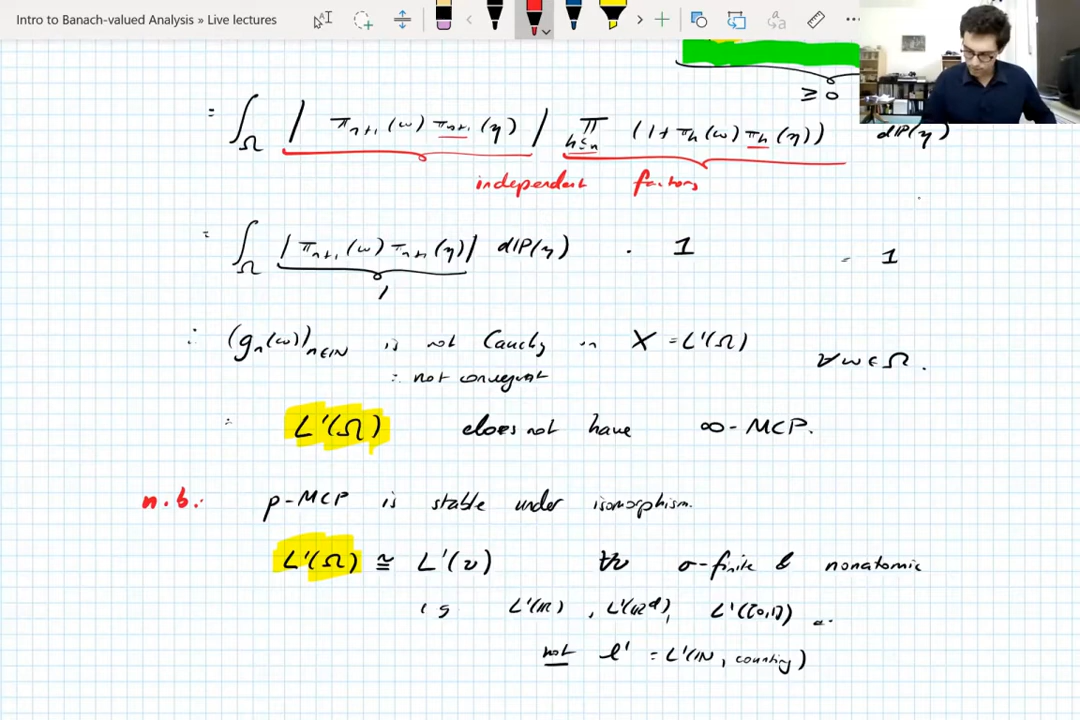 Intro to Banach-valued Analysis » Live lectures
≥ 0
= ∫_Ω | π_{n+1}(ω) π_{n+1}(η) | ∏_{h≤n} (1 + π_h(ω) π_h(η)) dP(η)
independent factors
= ∫_Ω |π_{n+1}(ω) π_{n+1}(η)| dP(η) · 1 = 1
1
∴ (g_n(ω))_{n∈ℕ} is not Cauchy in X = L¹(Ω) ∀ω∈Ω.
∴ not convergent
∴ L¹(Ω) does not have ∞-MCP.
n.b.: p-MCP is stable under isomorphism.
L¹(Ω) ≅ L¹(ν) σ-finite & nonatomic
L¹(ℝ), L¹(ℝᵈ), L¹([0,1]) ...
not ℓ¹ = L¹(ℕ, counting)